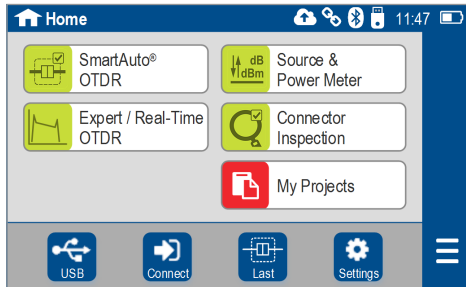 Home
11:47
SmartAuto®
OTDR
dB
dBm
Source &
Power Meter
Expert / Real-Time
OTDR
Connector
Inspection
My Projects
USB
Connect
Last
Settings